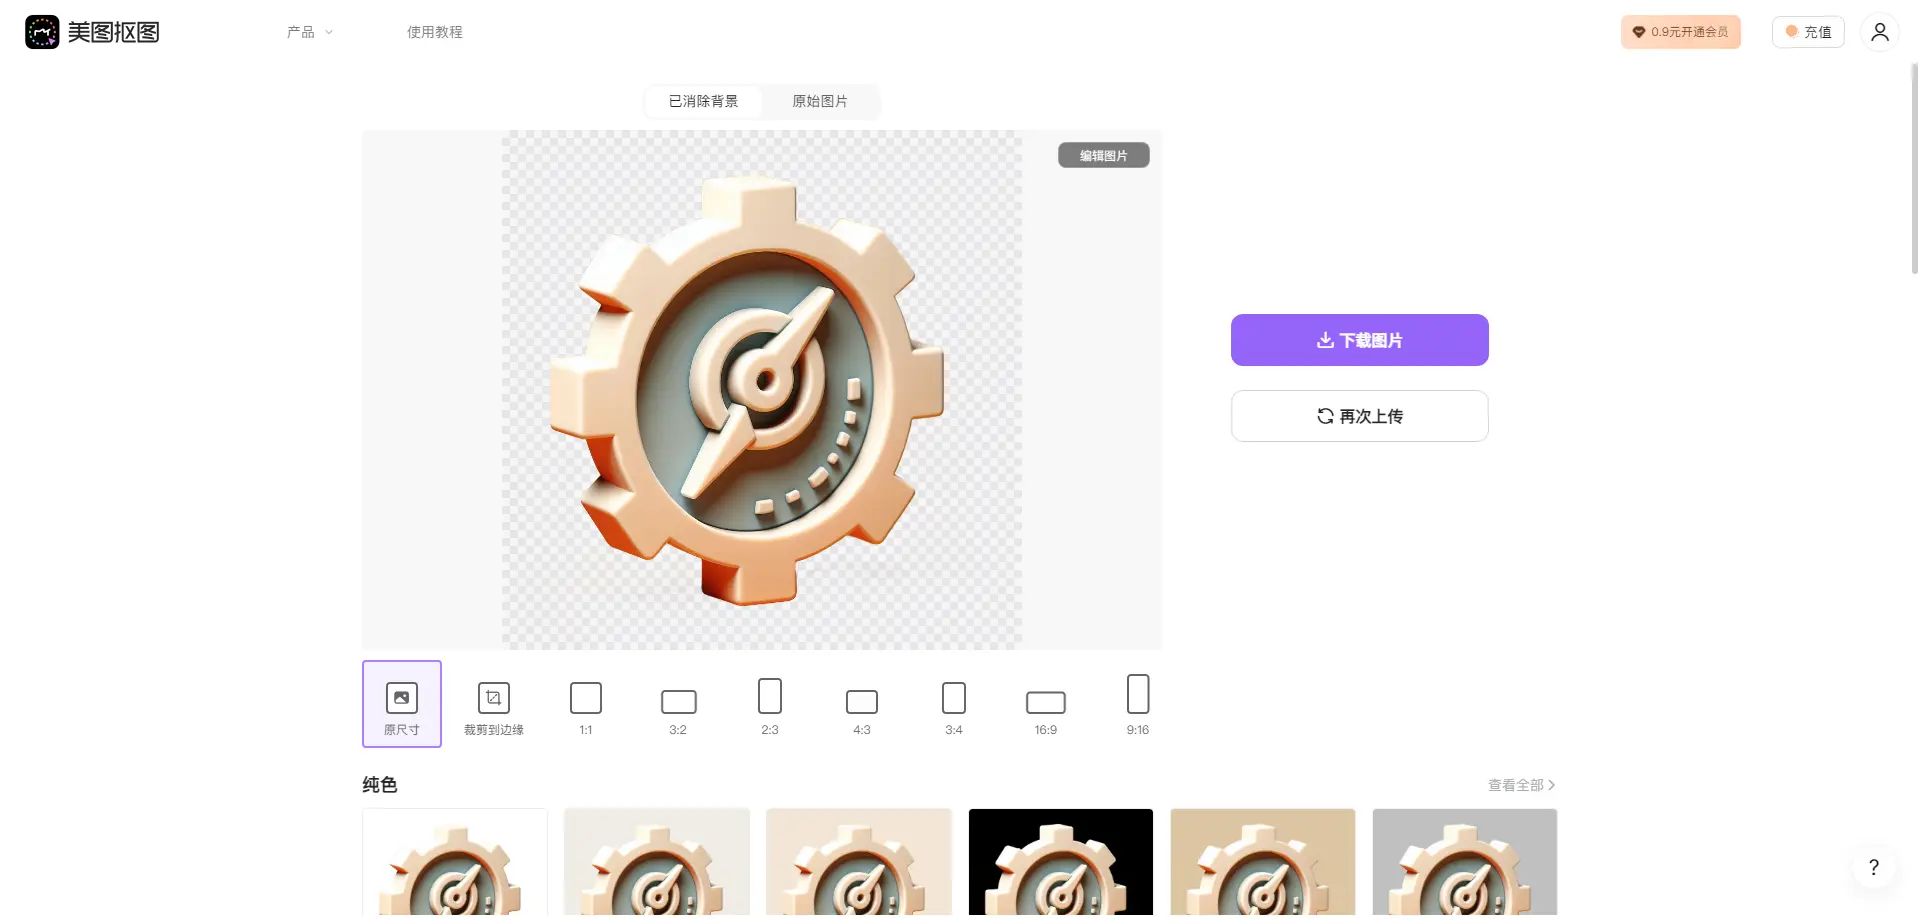 美图抠图
产品
使用教程
0.9元开通会员
充值
已消除背景
原始图片
编辑图片
下载图片
再次上传
原尺寸
裁剪到边缘
1:1
3:2
2:3
4:3
3:4
16:9
9:16
纯色
查看全部
?